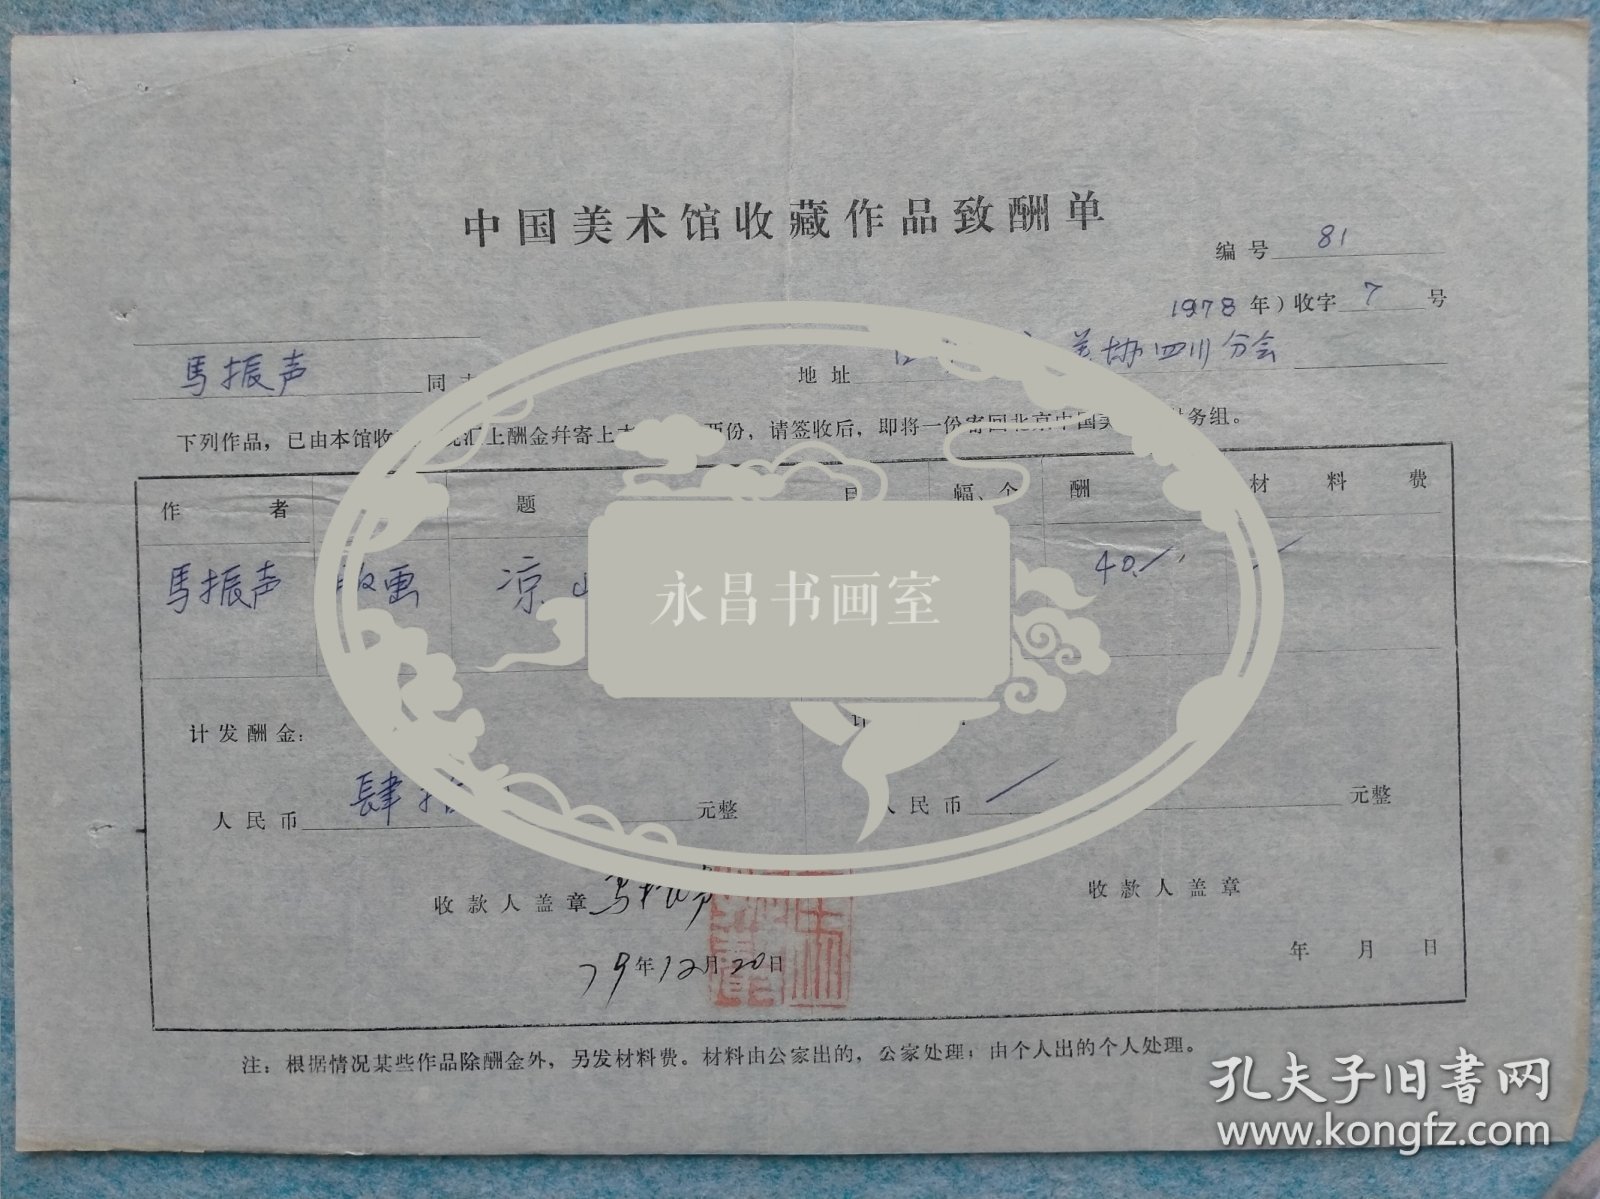 中国美术馆收藏作品致酬单
编号 81
1978年）收字 7 号
馬振声 同 地址 美协四川分会
下列作品，已由本馆收 汇上酬金并寄上 份，请签收后，即将一份寄回北京中国美 务组。
作者 题 目 幅、个 酬 材料费
馬振声 画 凉山 40.
永昌书画室
计发酬金：
人民币 肆拾 元整 人民币 元整
收款人盖章 馬振声 收款人盖章
79年12月20日 年 月 日
注：根据情况某些作品除酬金外，另发材料费。材料由公家出的，公家处理；由个人出的个人处理。
孔夫子旧书网
www.kongfz.com